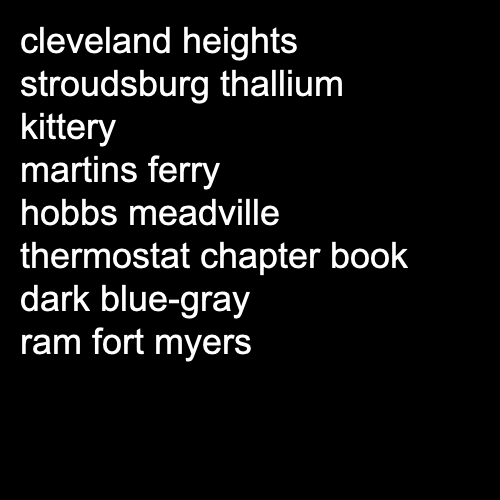 cleveland heights
stroudsburg thallium
kittery
martins ferry
hobbs meadville
thermostat chapter book
dark blue-gray
ram fort myers